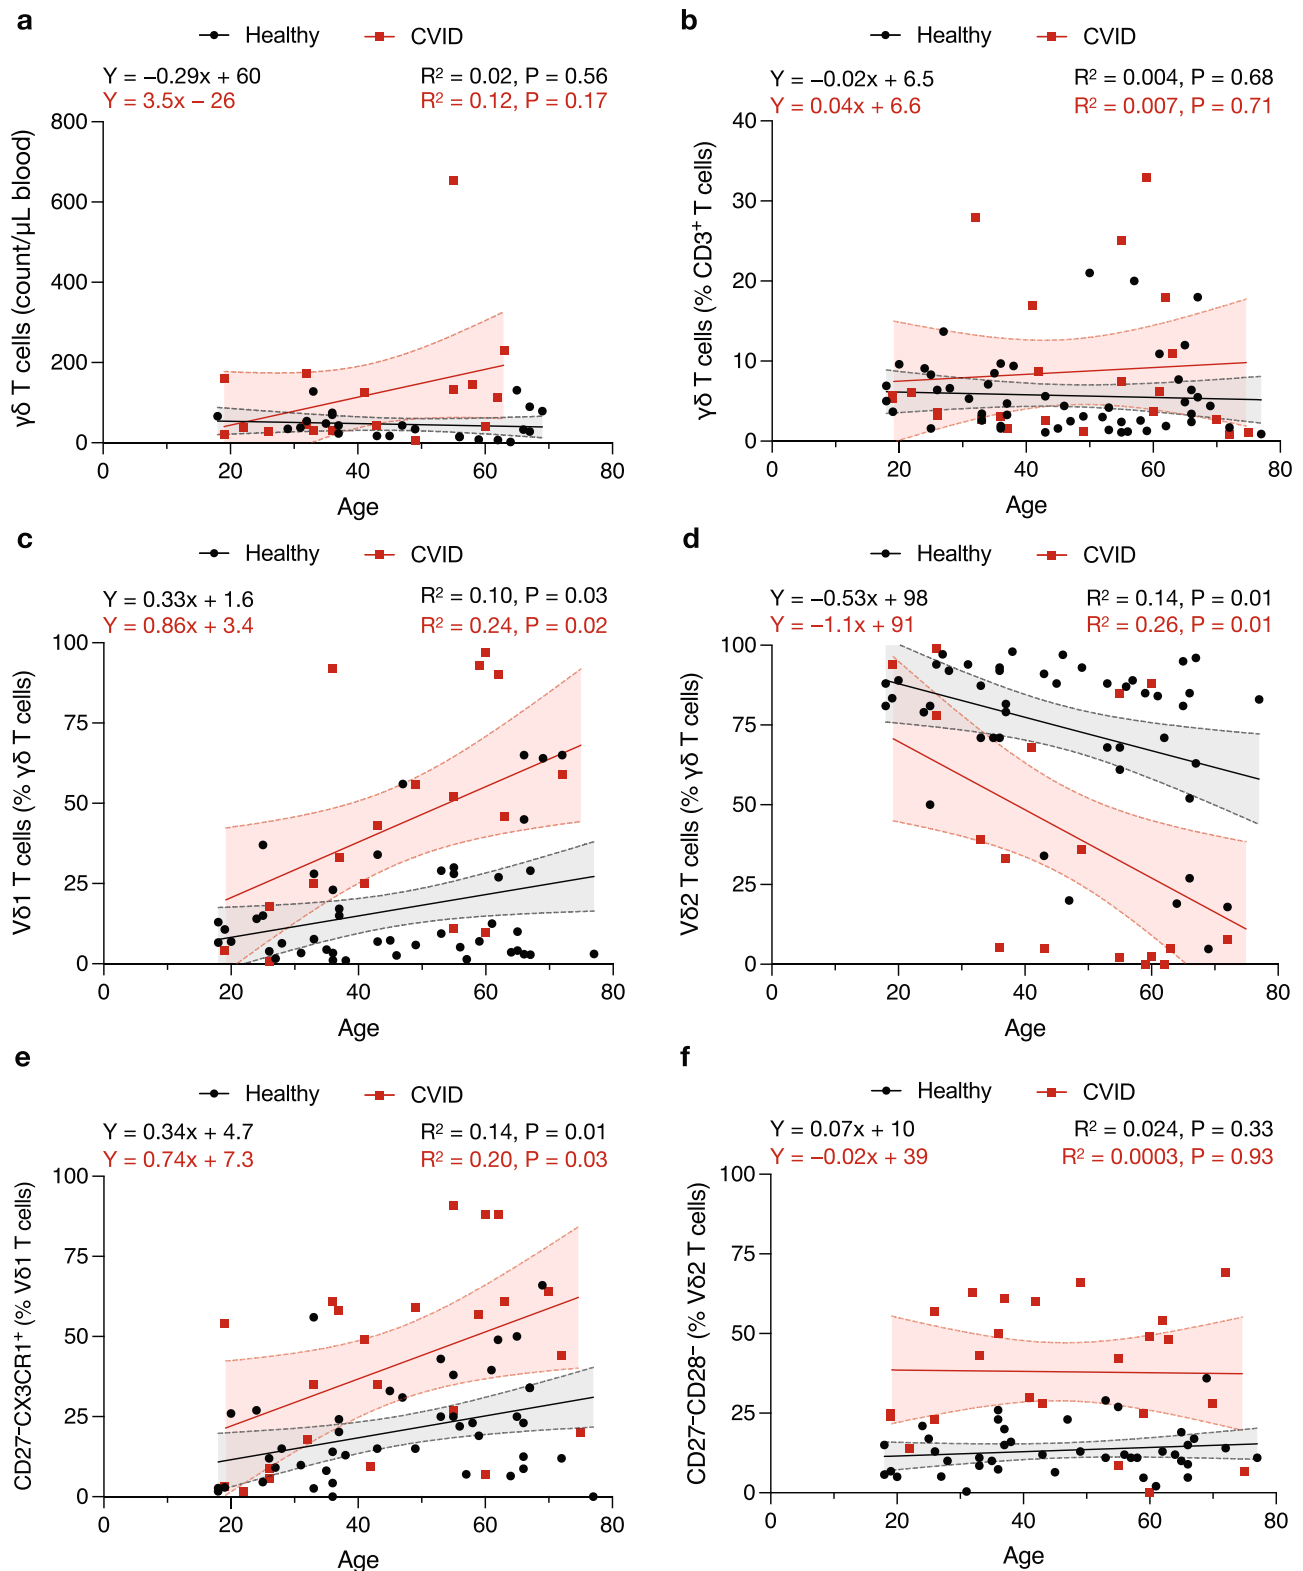 a
Healthy CVID
Y = −0.29x + 60 R² = 0.02, P = 0.56
Y = 3.5x − 26 R² = 0.12, P = 0.17
γδ T cells (count/μL blood)
800
600
400
200
0
0 20 40 60 80
Age
b
Healthy CVID
Y = −0.02x + 6.5 R² = 0.004, P = 0.68
Y = 0.04x + 6.6 R² = 0.007, P = 0.71
γδ T cells (% CD3⁺ T cells)
40
30
20
10
0
0 20 40 60 80
Age
c
Healthy CVID
Y = 0.33x + 1.6 R² = 0.10, P = 0.03
Y = 0.86x + 3.4 R² = 0.24, P = 0.02
Vδ1 T cells (% γδ T cells)
100
75
50
25
0
0 20 40 60 80
Age
d
Healthy CVID
Y = −0.53x + 98 R² = 0.14, P = 0.01
Y = −1.1x + 91 R² = 0.26, P = 0.01
Vδ2 T cells (% γδ T cells)
100
75
50
25
0
0 20 40 60 80
Age
e
Healthy CVID
Y = 0.34x + 4.7 R² = 0.14, P = 0.01
Y = 0.74x + 7.3 R² = 0.20, P = 0.03
CD27⁻CX3CR1⁺ (% Vδ1 T cells)
100
75
50
25
0
0 20 40 60 80
Age
f
Healthy CVID
Y = 0.07x + 10 R² = 0.024, P = 0.33
Y = −0.02x + 39 R² = 0.0003, P = 0.93
CD27⁻CD28⁻ (% Vδ2 T cells)
100
75
50
25
0
0 20 40 60 80
Age